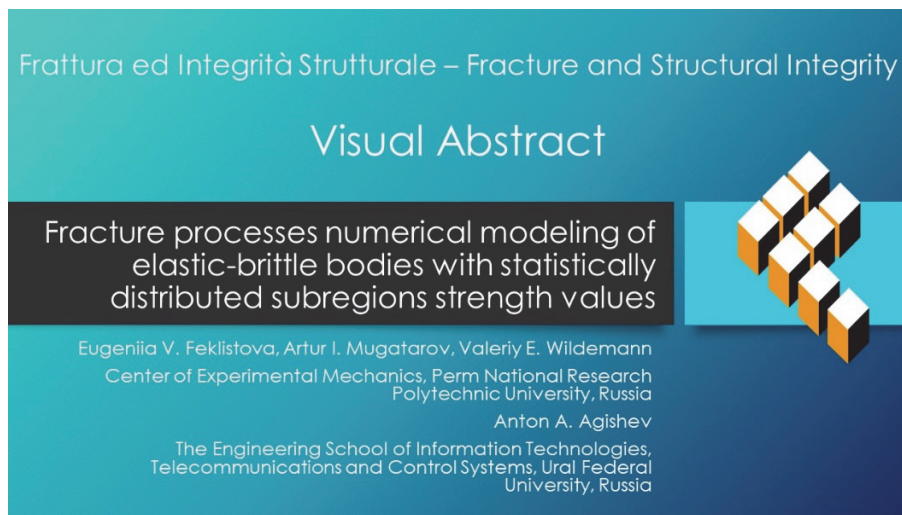 Frattura ed Integrità Strutturale – Fracture and Structural Integrity
Visual Abstract
Fracture processes numerical modeling of
elastic-brittle bodies with statistically
distributed subregions strength values
Eugeniia V. Feklistova, Artur I. Mugatarov, Valeriy E. Wildemann
Center of Experimental Mechanics, Perm National Research
Polytechnic University, Russia
Anton A. Agishev
The Engineering School of Information Technologies,
Telecommunications and Control Systems, Ural Federal
University, Russia